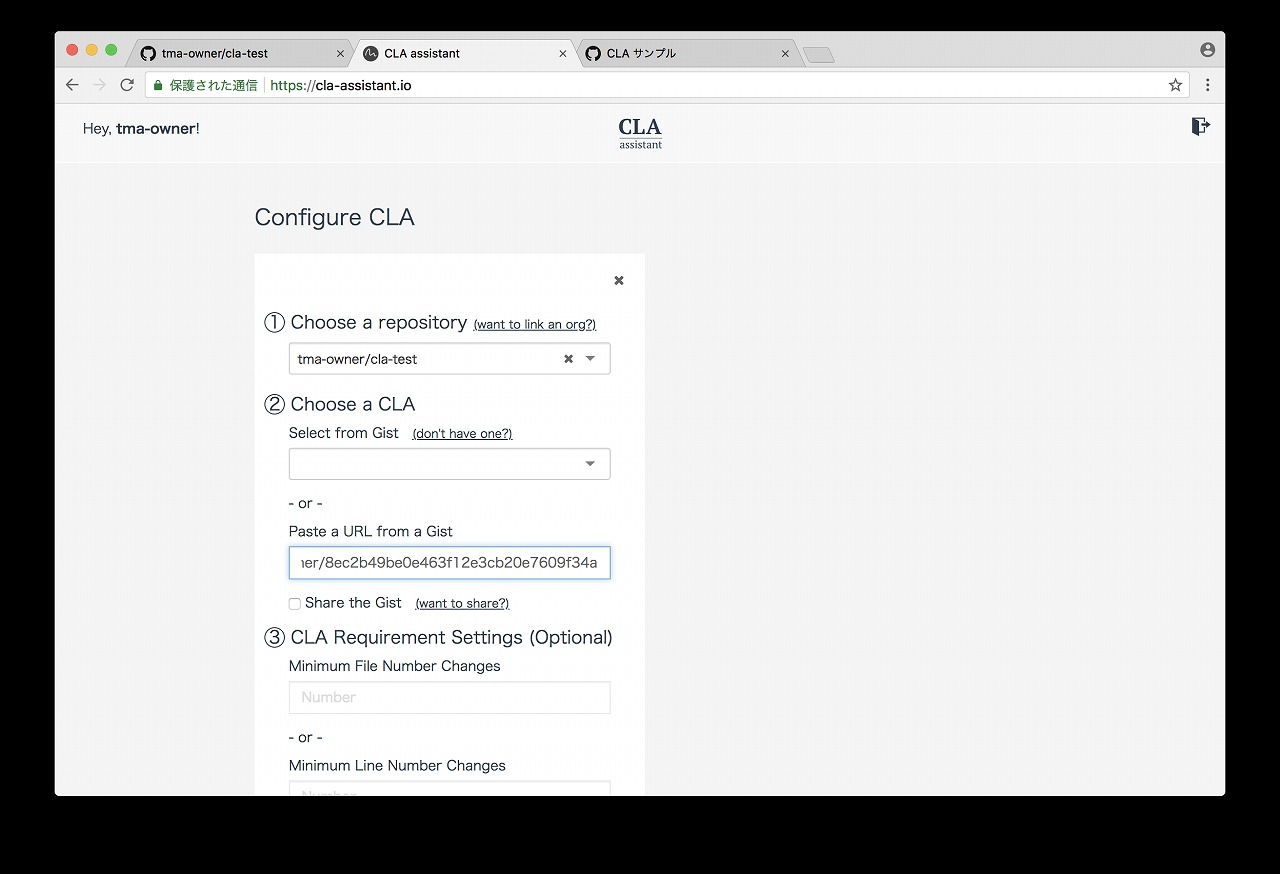 tma-owner/cla-test
CLA assistant
CLA サンプル
保護された通信
https://cla-assistant.io
Hey, tma-owner!
CLA
assistant
Configure CLA
① Choose a repository (want to link an org?)
tma-owner/cla-test
② Choose a CLA
Select from Gist (don't have one?)
- or -
Paste a URL from a Gist
er/8ec2b49be0e463f12e3cb20e7609f34a
Share the Gist (want to share?)
③ CLA Requirement Settings (Optional)
Minimum File Number Changes
Number
- or -
Minimum Line Number Changes
Number